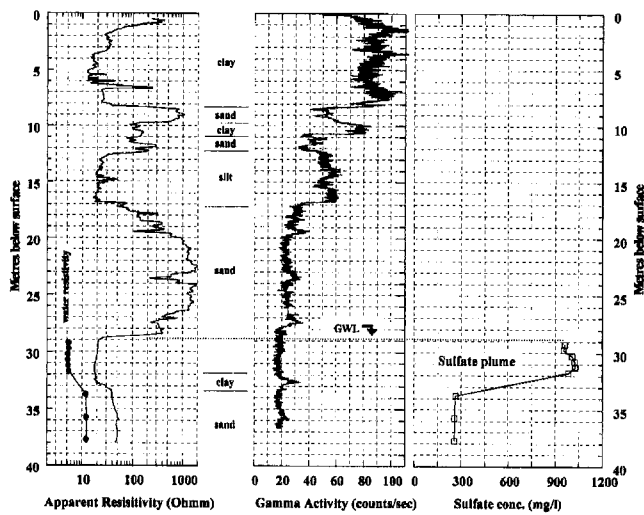 0
5
10
15
20
25
30
35
40
Metres below surface
water resistivity
10
100
1000
Apparent Resisitivity (Ohmm)
clay
sand
clay
sand
silt
sand
clay
sand
GWL
0
20
40
60
80
100
Gamma Activity (counts/sec)
Sulfate plume
0
300
600
900
1200
Sulfate conc. (mg/l)
0
5
10
15
20
25
30
35
40
Metres below surface